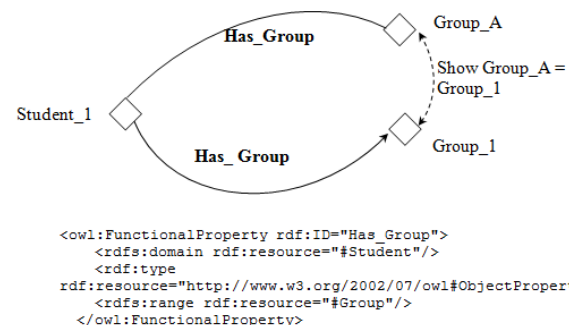 Has_Group
Group_A
Show Group_A =
Group_1
Student_1
Group_1
Has_ Group
<owl:FunctionalProperty rdf:ID="Has_Group">
<rdfs:domain rdf:resource="#Student"/>
<rdf:type
rdf:resource="http://www.w3.org/2002/07/owl#ObjectProper
<rdfs:range rdf:resource="#Group"/>
</owl:FunctionalProperty>